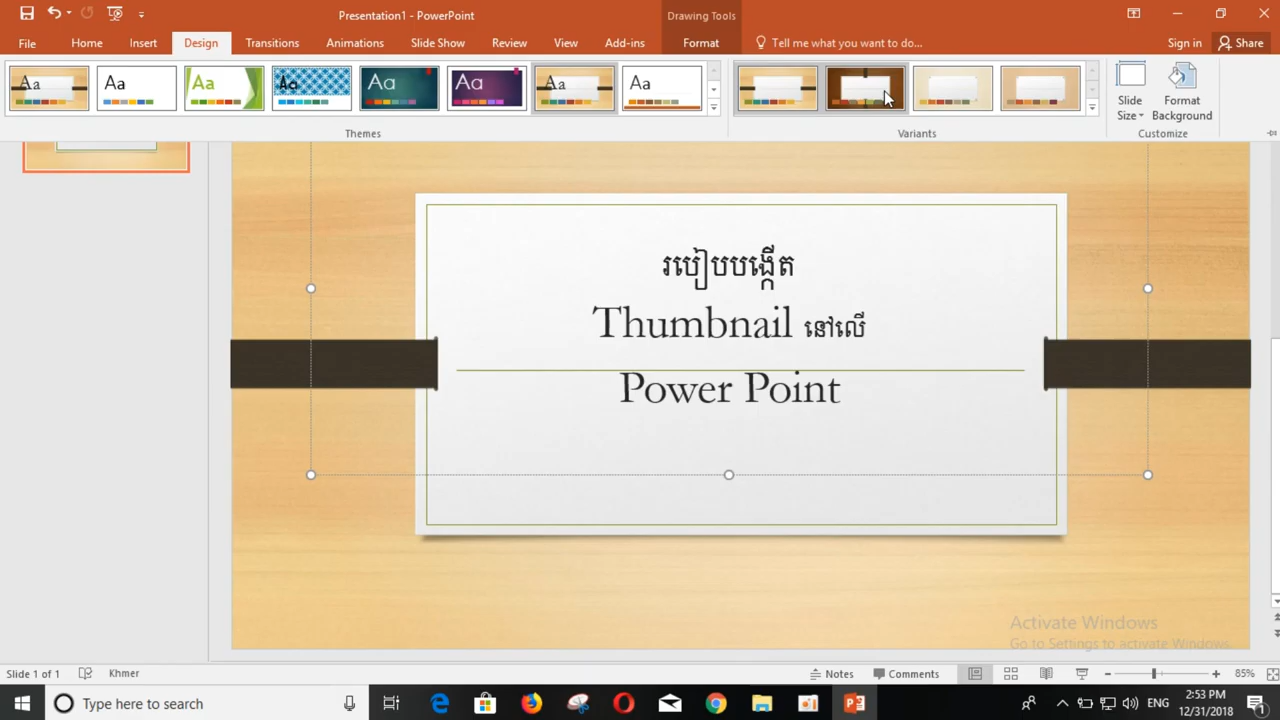 Presentation1 - PowerPoint
Drawing Tools
File
Home
Insert
Design
Transitions
Animations
Slide Show
Review
View
Add-ins
Format
Tell me what you want to do...
Sign in
Share
Aa
Aa
Aa
Aa
Aa
Aa
Aa
Aa
Slide Size
Format Background
Themes
Variants
Customize
របៀបបង្កើត
Thumbnail នៅលើ
Power Point
Activate Windows
Go to Settings to activate Windows.
Slide 1 of 1
Khmer
Notes
Comments
85%
Type here to search
ENG
2:53 PM
12/31/2018
1